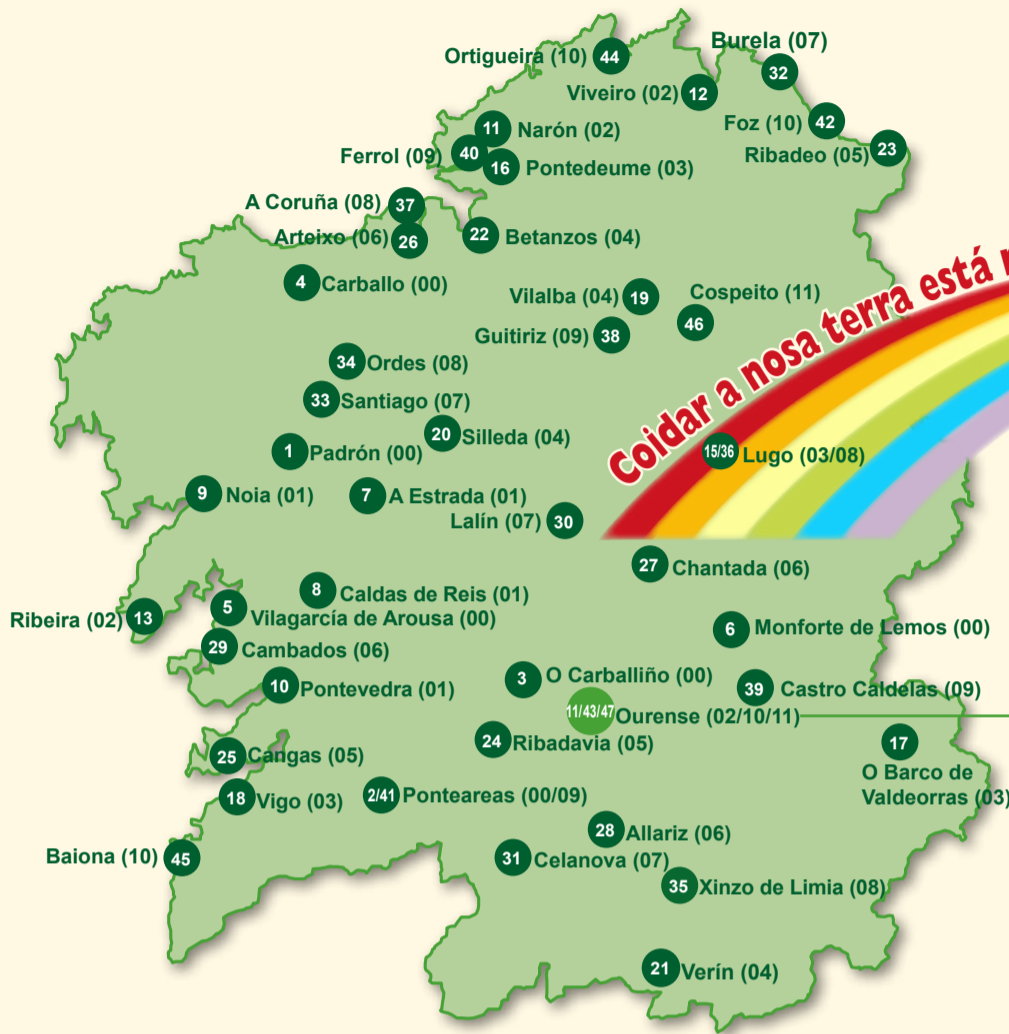 Ortigueira (10) 44
Burela (07)
32
Viveiro (02) 12
Foz (10) 42
11 Narón (02)
Ferrol (09) 40
Ribadeo (05) 23
16 Pontedeume (03)
A Coruña (08) 37
Arteixo (06) 26
22 Betanzos (04)
4 Carballo (00)
Vilalba (04) 19
Cospeito (11)
46
Guitiriz (09) 38
Coidar a nosa terra está
34 Ordes (08)
33 Santiago (07)
20 Silleda (04)
1 Padrón (00)
15/36 Lugo (03/08)
9 Noia (01)
7 A Estrada (01)
Lalín (07) 30
27 Chantada (06)
8 Caldas de Reis (01)
Ribeira (02) 13
5 Vilagarcía de Arousa (00)
6 Monforte de Lemos (00)
29 Cambados (06)
10 Pontevedra (01)
3 O Carballiño (00)
39 Castro Caldelas (09)
11/43/47 Ourense (02/10/11)
24 Ribadavia (05)
17
O Barco de
Valdeorras (03)
25 Cangas (05)
18 Vigo (03)
2/41 Ponteareas (00/09)
28 Allariz (06)
Baiona (10) 45
31 Celanova (07)
35 Xinzo de Limia (08)
21 Verín (04)